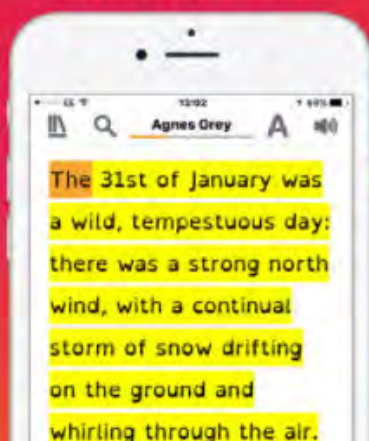 Agnes Grey A
The 31st of January was
a wild, tempestuous day:
there was a strong north
wind, with a continual
storm of snow drifting
on the ground and
whirling through the air.